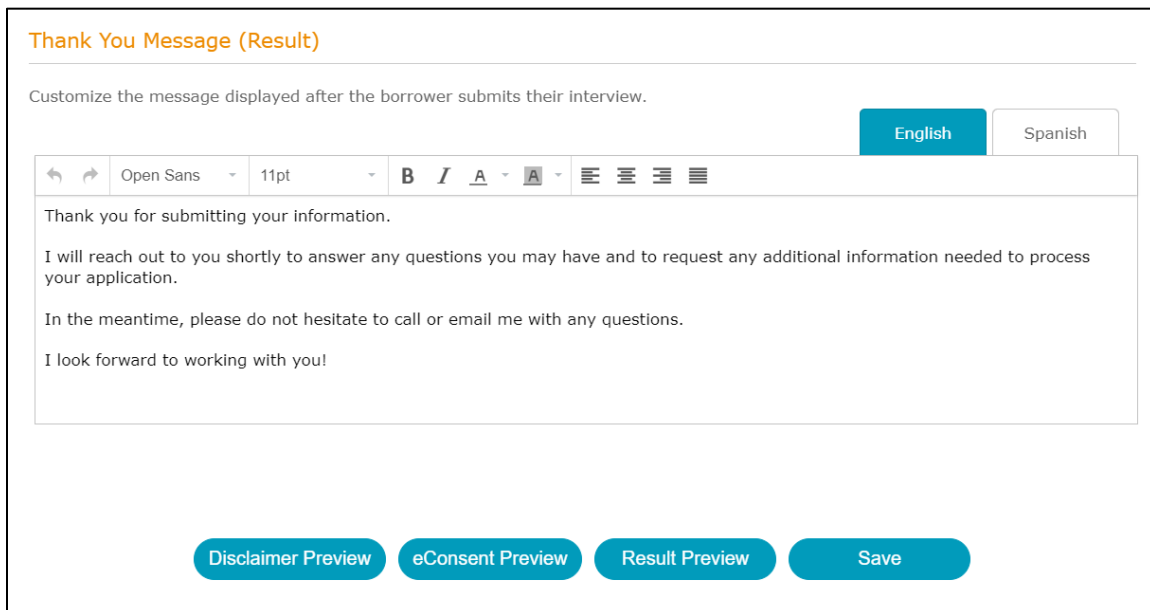 Thank You Message (Result)
Customize the message displayed after the borrower submits their interview.
English Spanish
Open Sans 11pt B I A A
Thank you for submitting your information.
I will reach out to you shortly to answer any questions you may have and to request any additional information needed to process
your application.
In the meantime, please do not hesitate to call or email me with any questions.
I look forward to working with you!
Disclaimer Preview eConsent Preview Result Preview Save